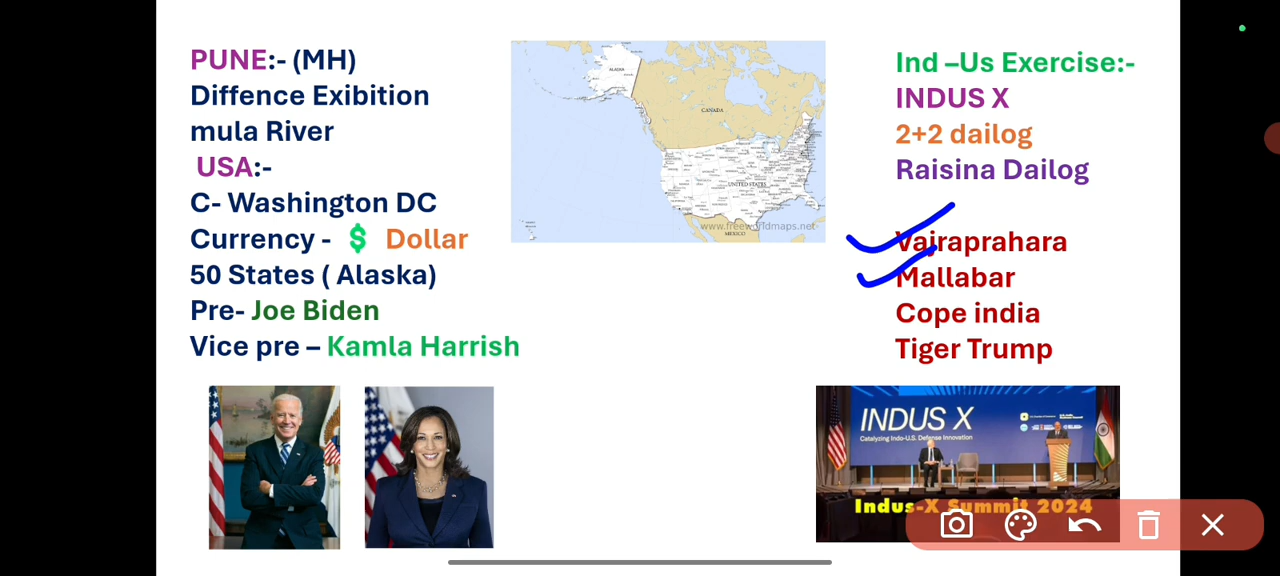 PUNE:- (MH)
Diffence Exibition
mula River
USA:-
C- Washington DC
Currency - $ Dollar
50 States ( Alaska)
Pre- Joe Biden
Vice pre – Kamla Harrish
ALASKA
CANADA
UNITED STATES
MEXICO
www.freeworldmaps.net
Ind –Us Exercise:-
INDUS X
2+2 dailog
Raisina Dailog
Vajraprahara
Mallabar
Cope india
Tiger Trump
INDUS X
Catalyzing Indo-U.S. Defense Innovation
Indus-X Summit 2024